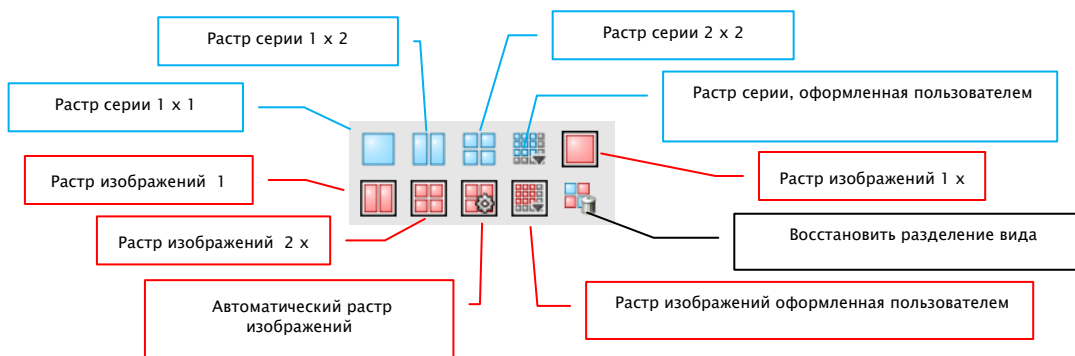 Растр серии 1 x 2
Растр серии 2 x 2
Растр серии 1 x 1
Растр серии, оформленная пользователем
Растр изображений 1
Растр изображений 1 x
Растр изображений 2 x
Восстановить разделение вида
Автоматический растр
изображений
Растр изображений оформленная пользователем